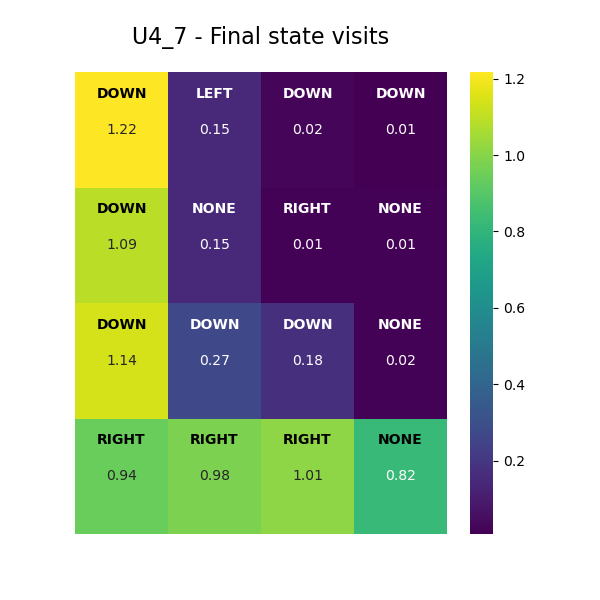 U4_7 - Final state visits
DOWN LEFT DOWN DOWN
1.22 0.15 0.02 0.01
DOWN NONE RIGHT NONE
1.09 0.15 0.01 0.01
DOWN DOWN DOWN NONE
1.14 0.27 0.18 0.02
RIGHT RIGHT RIGHT NONE
0.94 0.98 1.01 0.82
1.2
1.0
0.8
0.6
0.4
0.2